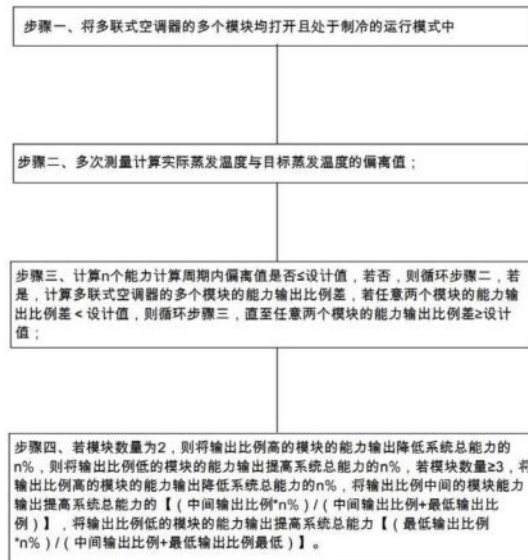 步骤一、将多联式空调器的多个模块均打开且处于制冷的运行模式中
步骤二、多次测量计算实际蒸发温度与目标蒸发温度的偏离值；
步骤三、计算n个能力计算周期内偏离值是否≤设计值，若否，则循环步骤二，若
是，计算多联式空调器的多个模块的能力输出比例差，若任意两个模块的能力输
出比例差＜设计值，则循环步骤三，直至任意两个模块的能力输出比例差≥设计
值；
步骤四、若模块数量为2，则将输出比例高的模块的能力输出降低系统总能力的
n%，则将输出比例低的模块的能力输出提高系统总能力的n%，若模块数量≥3，将
输出比例高的模块的能力输出降低系统总能力的n%，将输出比例中间的模块能力
输出提高系统总能力的【（中间输出比例*n%）/（中间输出比例+最低输出比
例）】，将输出比例低的模块的能力输出提高系统总能力【（最低输出比例
*n%）/（中间输出比例+最低输出比例最低）】。